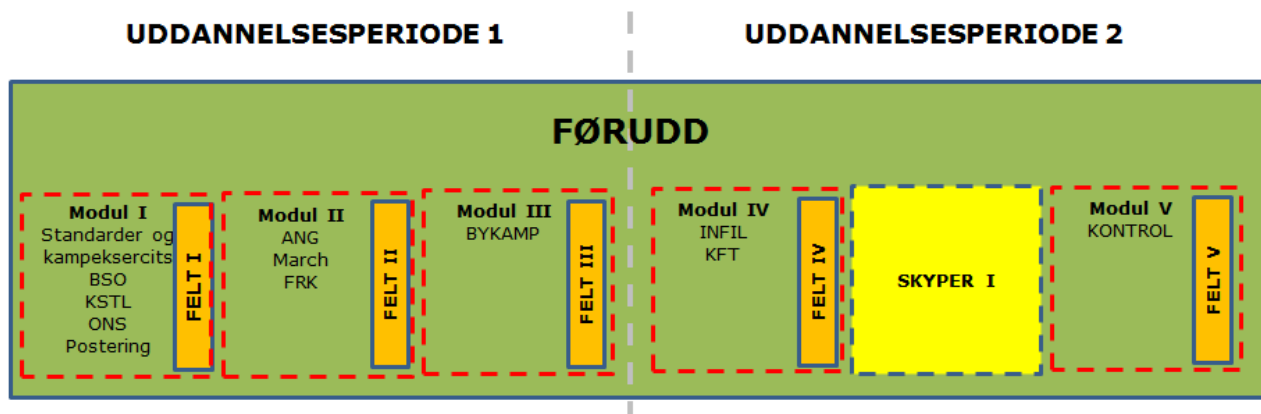 UDDANNELSESPERIODE 1
UDDANNELSESPERIODE 2
FØRUDD
Modul I
Standarder og
kampeksercits
BSO
KSTL
ONS
Postering
FELT I
Modul II
ANG
March
FRK
FELT II
Modul III
BYKAMP
FELT III
Modul IV
INFIL
KFT
FELT IV
SKYPER I
Modul V
KONTROL
FELT V